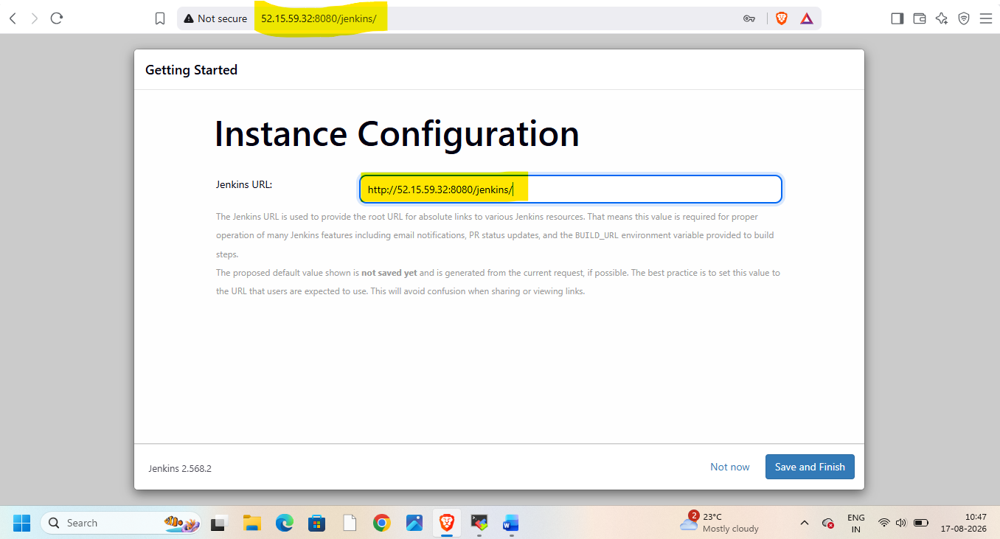 Not secure 52.15.59.32:8080/jenkins/
Getting Started
Instance Configuration
Jenkins URL: http://52.15.59.32:8080/jenkins/
The Jenkins URL is used to provide the root URL for absolute links to various Jenkins resources. That means this value is required for proper
operation of many Jenkins features including email notifications, PR status updates, and the BUILD_URL environment variable provided to build
steps.
The proposed default value shown is not saved yet and is generated from the current request, if possible. The best practice is to set this value to
the URL that users are expected to use. This will avoid confusion when sharing or viewing links.
Jenkins 2.568.2 Not now Save and Finish
Search
2
23°C
Mostly cloudy
ENG
IN
10:47
17-08-2026